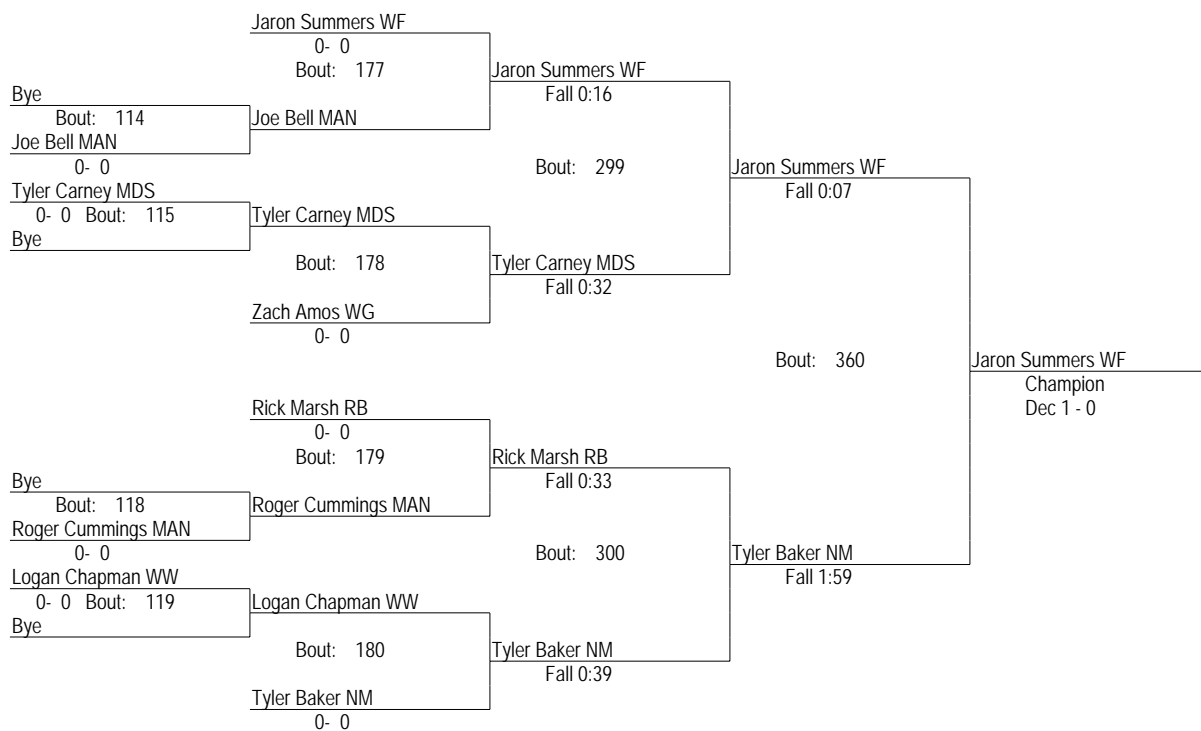 Jaron Summers WF
0- 0
Bout: 177
Jaron Summers WF
Bye
Fall 0:16
Bout: 114
Joe Bell MAN
Joe Bell MAN
0- 0
Bout: 299
Jaron Summers WF
Tyler Carney MDS
Fall 0:07
0- 0 Bout: 115
Tyler Carney MDS
Bye
Bout: 178
Tyler Carney MDS
Fall 0:32
Zach Amos WG
0- 0
Bout: 360
Jaron Summers WF
Champion
Dec 1 - 0
Rick Marsh RB
0- 0
Bout: 179
Rick Marsh RB
Bye
Fall 0:33
Bout: 118
Roger Cummings MAN
Roger Cummings MAN
0- 0
Bout: 300
Tyler Baker NM
Logan Chapman WW
Fall 1:59
0- 0 Bout: 119
Logan Chapman WW
Bye
Bout: 180
Tyler Baker NM
Fall 0:39
Tyler Baker NM
0- 0